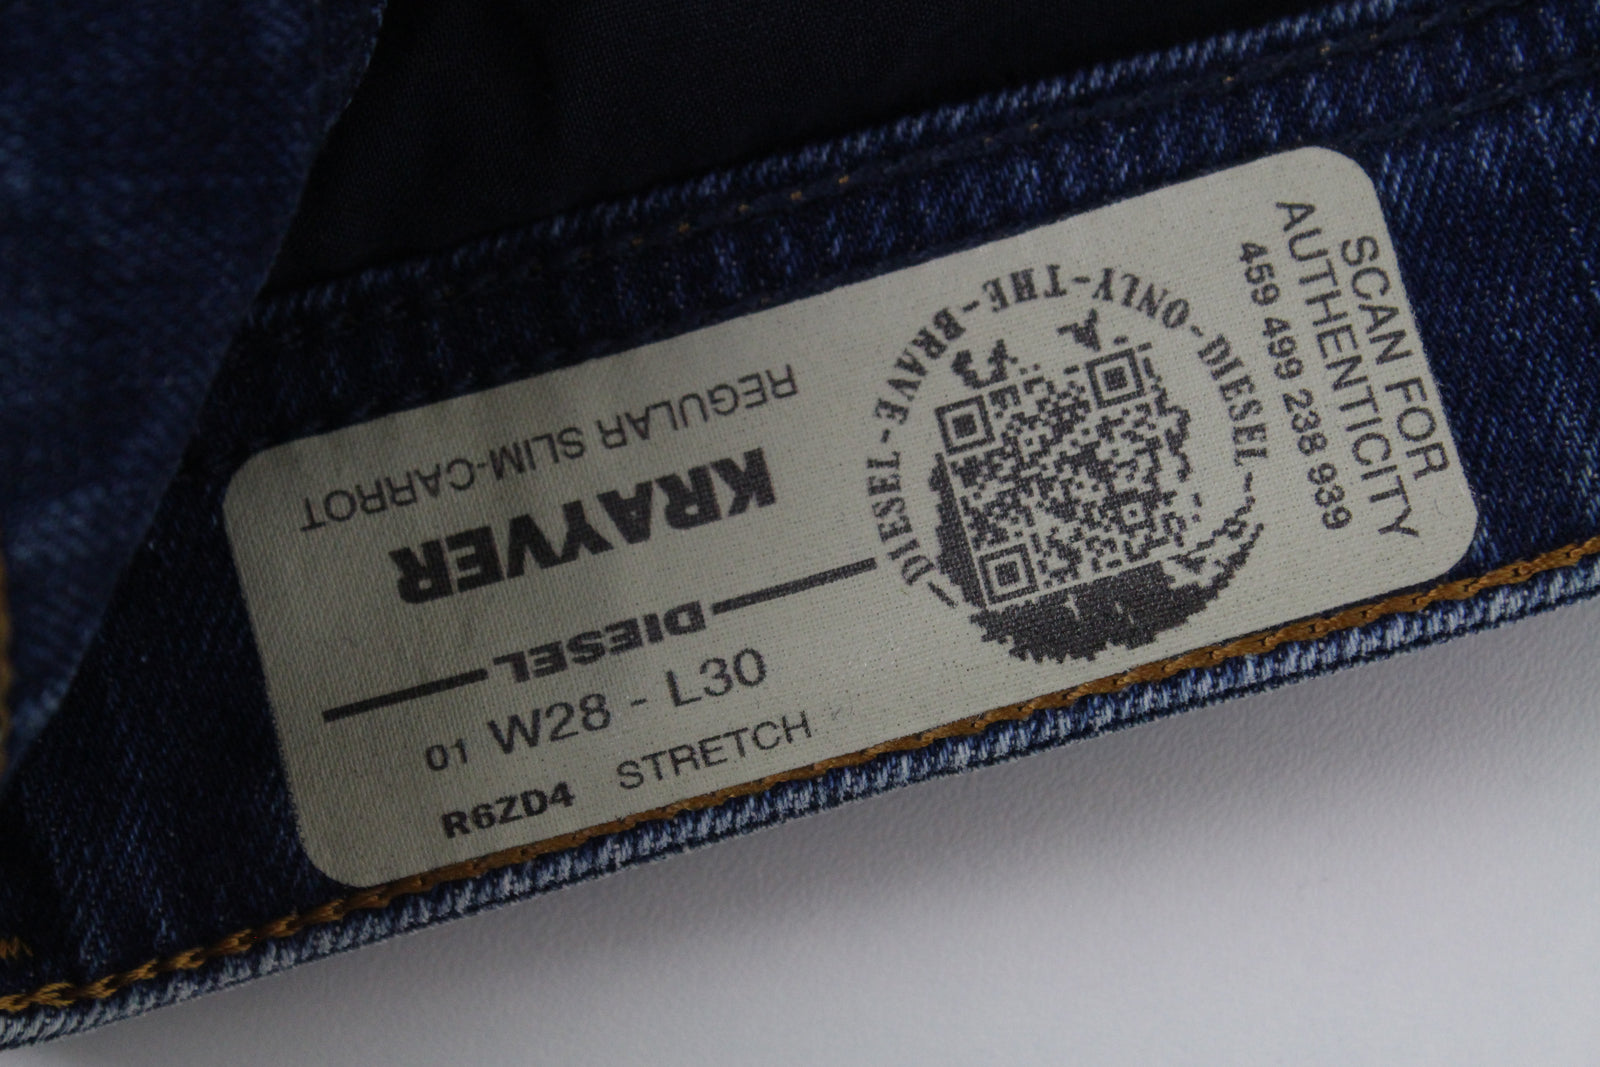 REGULAR SLIM-CARROT
KRAYVER
DIESEL
01 W28 - L30
R6ZD4 STRETCH
-DIESEL-EAVE-BRAVE-THE-ONLY-DIESEL-
SCAN FOR
AUTHENTICITY
459 499 238 939